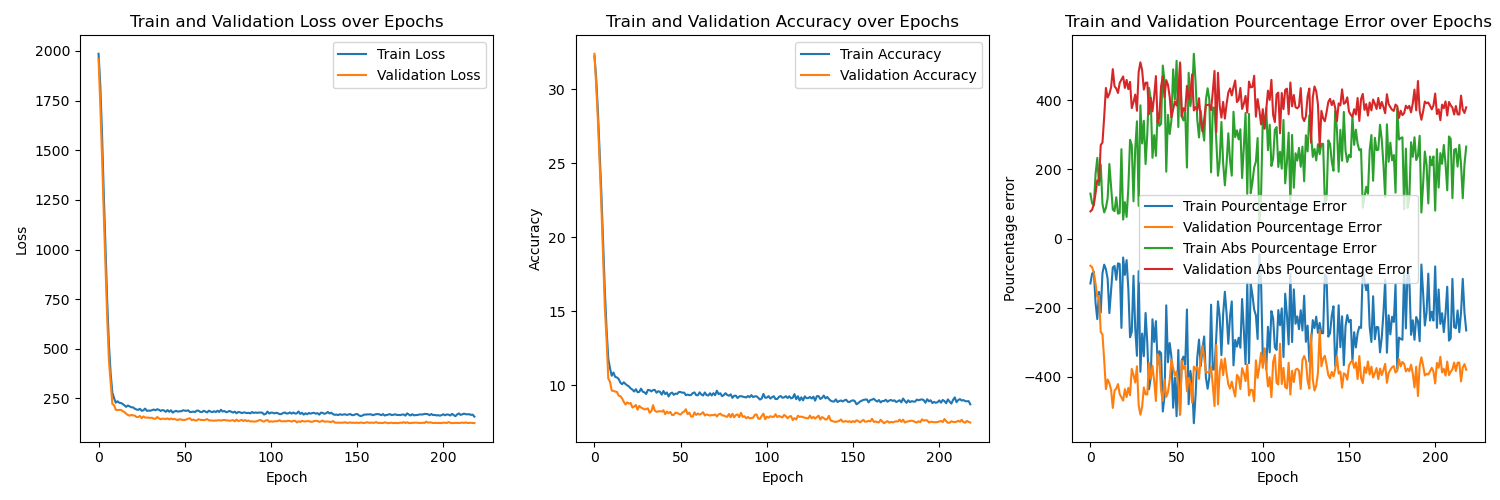 Train and Validation Loss over Epochs
Train Loss
Validation Loss
2000
1750
1500
1250
1000
750
500
250
Loss
0
50
100
150
200
Epoch
Train and Validation Accuracy over Epochs
Train Accuracy
Validation Accuracy
30
25
20
15
10
Accuracy
0
50
100
150
200
Epoch
Train and Validation Pourcentage Error over Epochs
400
200
0
−200
−400
Pourcentage error
Train Pourcentage Error
Validation Pourcentage Error
Train Abs Pourcentage Error
Validation Abs Pourcentage Error
0
50
100
150
200
Epoch